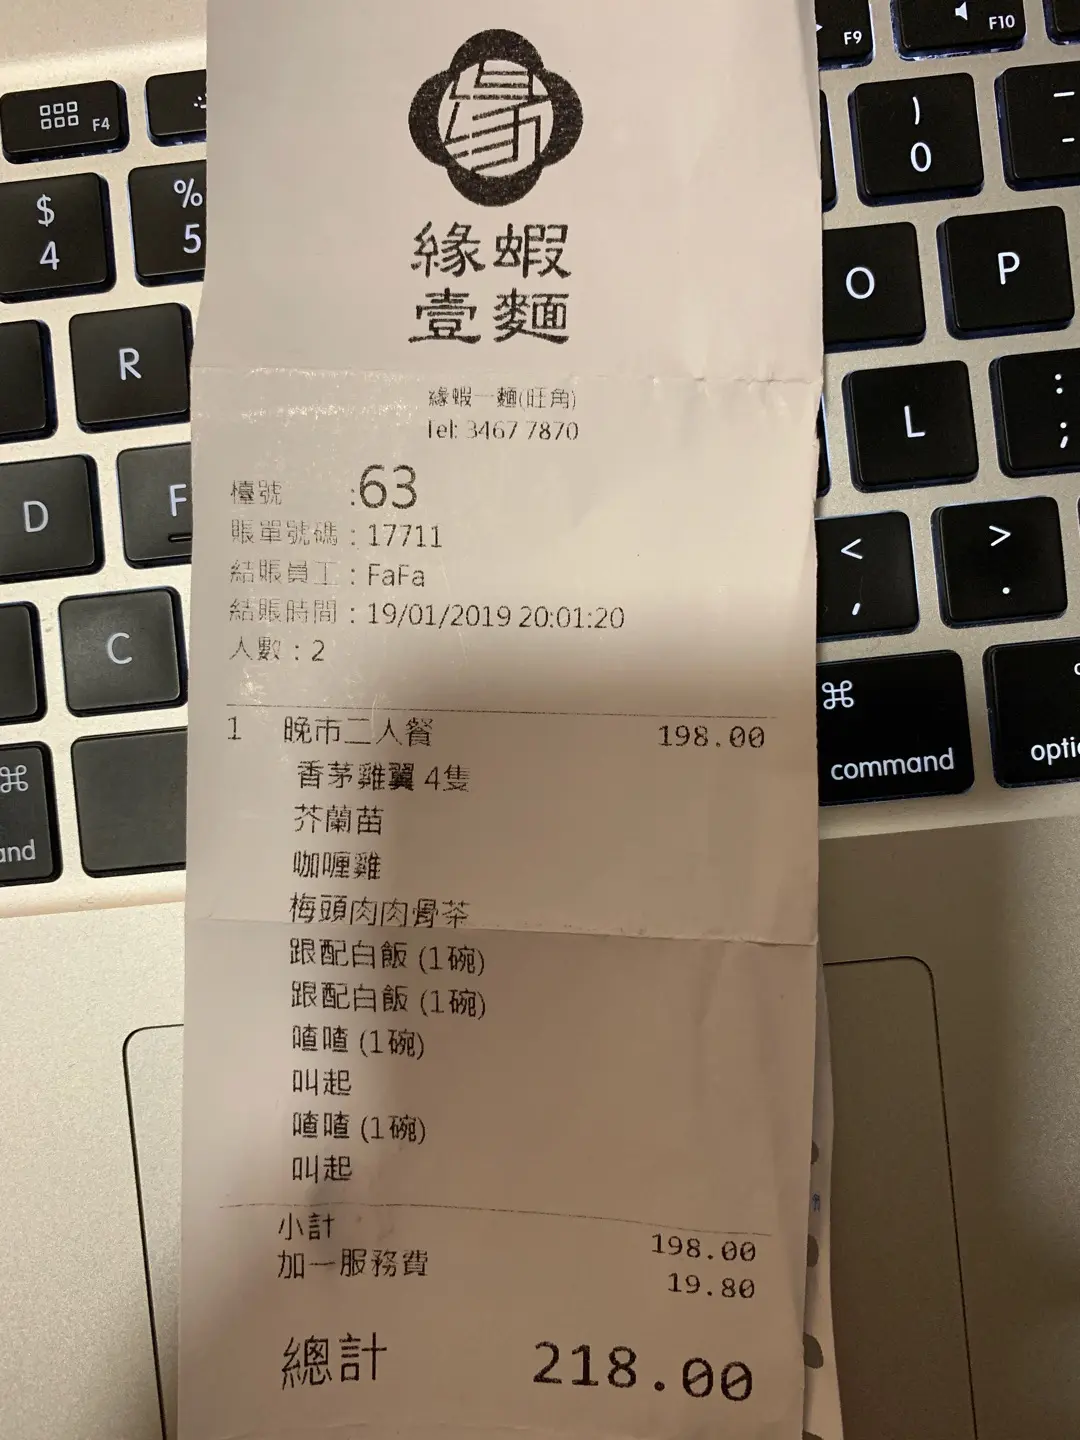 緣
緣蝦
壹麵
緣蝦一麵(旺角)
Tel: 3467 7870
檯號 :63
賬單號碼 : 17711
結賬員工 : FaFa
結賬時間 : 19/01/2019 20:01:20
人數 : 2
1 晚市二人餐 198.00
香茅雞翼 4隻
芥蘭苗
咖喱雞
梅頭肉肉骨茶
跟配白飯 (1碗)
跟配白飯 (1碗)
喳喳 (1碗)
叫起
喳喳 (1碗)
叫起
小計 198.00
加一服務費 19.80
總計 218.00
F4
F9
F10
$
4
%
5
)
0
R
O
P
D
F
L
:
;
C
<
,
>
.
⌘
command
optio
⌘
and